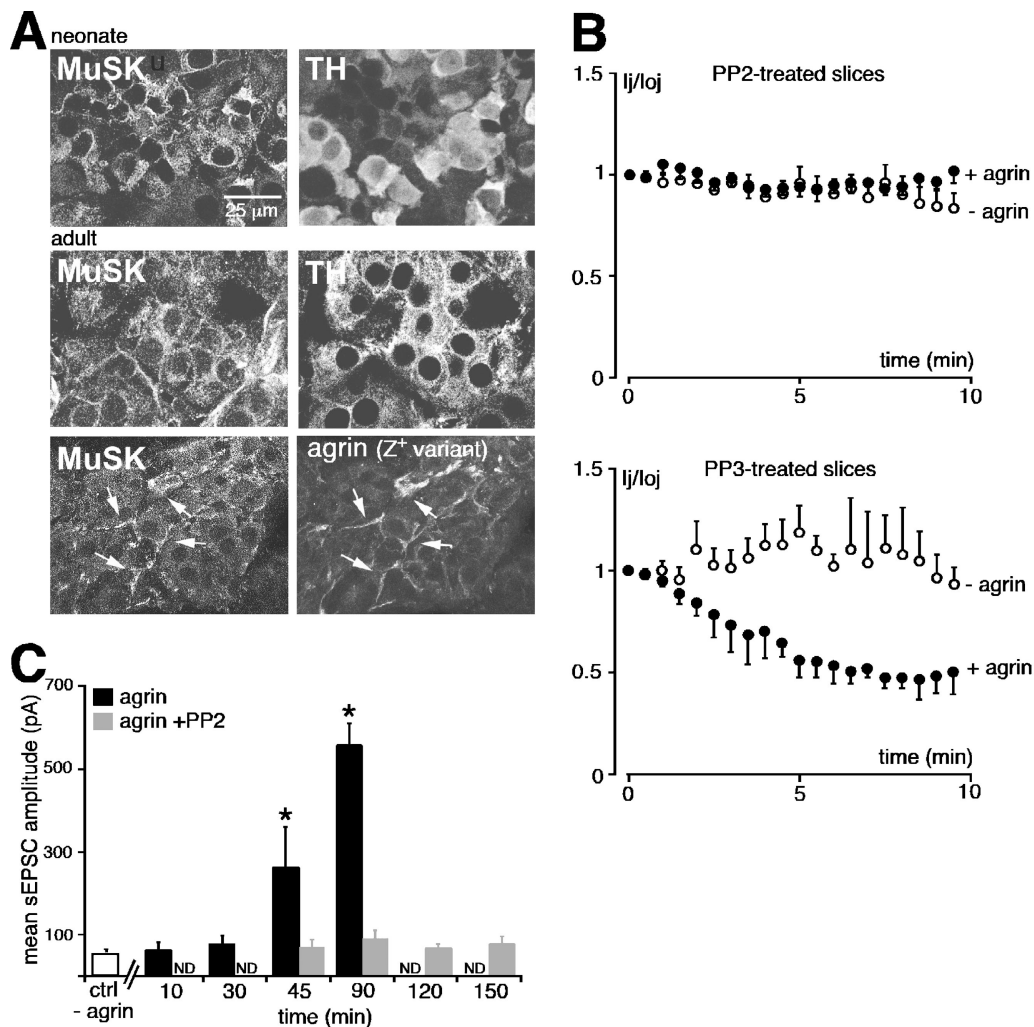 A
neonate
MuSK
TH
25 μm
adult
MuSK
TH
MuSK
agrin (Z+ variant)
B
1.5
Ij/Ioj
PP2-treated slices
1
+ agrin
- agrin
0.5
time (min)
0
0
5
10
1.5
Ij/Ioj
PP3-treated slices
1
- agrin
0.5
+ agrin
time (min)
0
0
5
10
C
700
agrin
agrin +PP2
*
*
500
300
100
mean sEPSC amplitude (pA)
ND
ND
ND
ND
ctrl
- agrin
10
30
45
90
120
150
time (min)